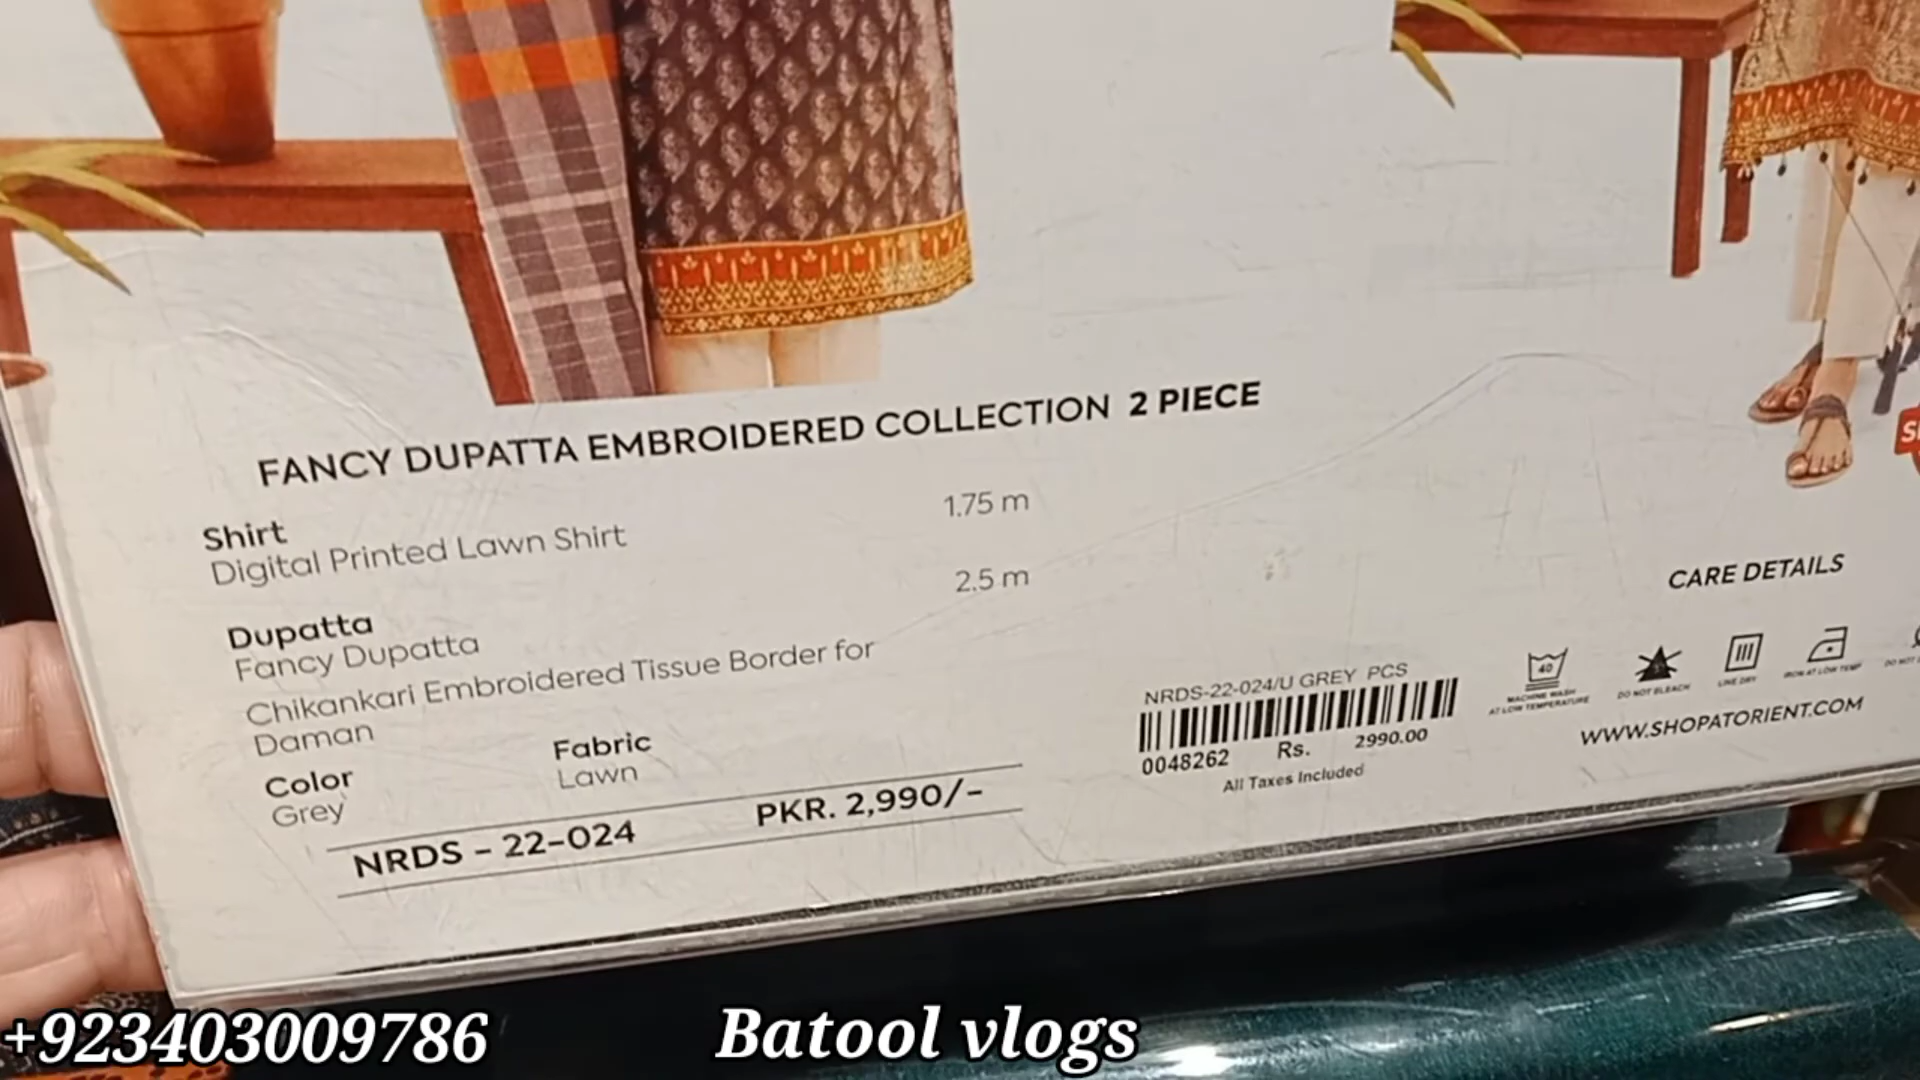 FANCY DUPATTA EMBROIDERED COLLECTION 2 PIECE
Shirt
Digital Printed Lawn Shirt
1.75 m
Dupatta
Fancy Dupatta
2.5 m
Chikankari Embroidered Tissue Border for
Daman
Color
Grey
Fabric
Lawn
NRDS - 22-024
PKR. 2,990/-
NRDS-22-024/U GREY PCS
0048262 Rs. 2990.00
All Taxes Included
CARE DETAILS
40
MACHINE WASH
AT LOW TEMPERATURE
DO NOT BLEACH
LINE DRY
IRON AT LOW TEMP
DO NOT
WWW.SHOPATORIENT.COM
+923403009786
Batool vlogs